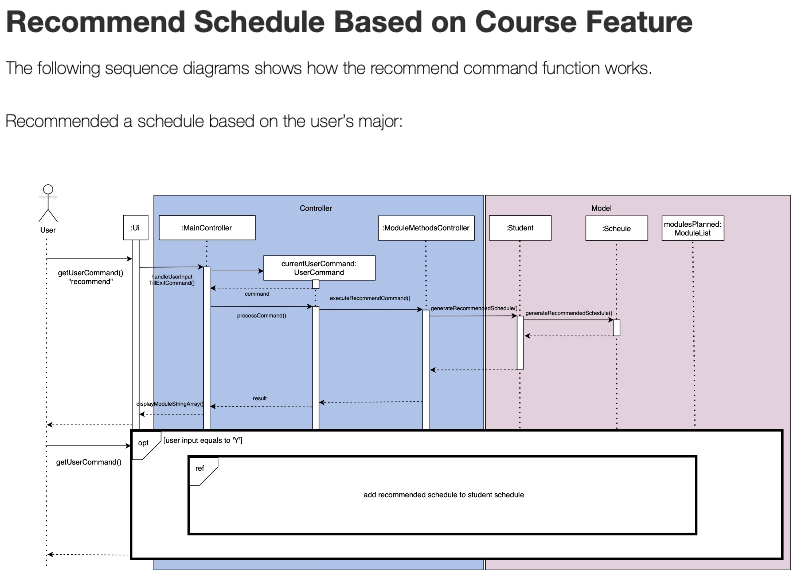 Recommend Schedule Based on Course Feature
The following sequence diagrams shows how the recommend command function works.
Recommended a schedule based on the user's major:
Controller
Model
User
:Ui
:MainController
:ModuleMethodsController
:Student
:Scheule
modulesPlanned:
ModuleList
currentUserCommand:
UserCommand
getUserCommand()
"recommend"
handleUserInput
TillExitCommand()
command
executeRecommendCommand()
processCommand()
generateRecommendedSchedule()
generateRecommendedSchedule()
displayModuleStringArray()
result
opt
[user input equals to 'Y']
getUserCommand()
ref
add recommended schedule to student schedule